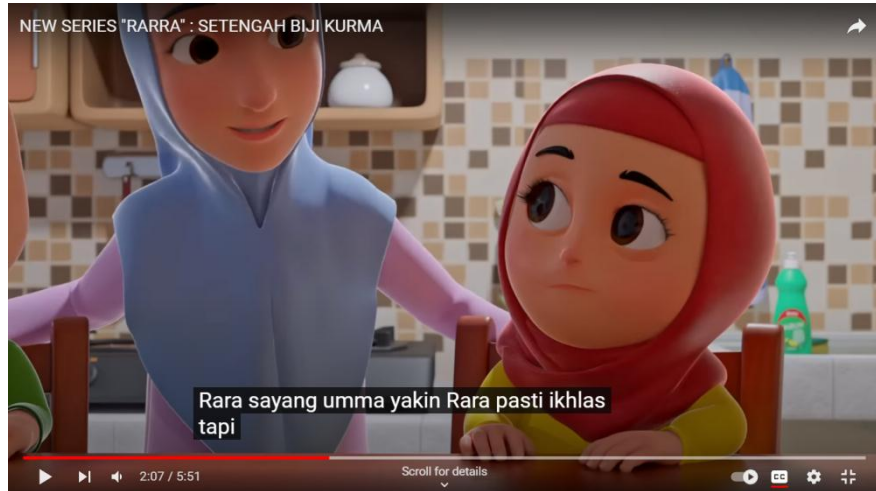 NEW SERIES "RARRA" : SETENGAH BIJI KURMA
Rara sayang umma yakin Rara pasti ikhlas
tapi
2:07 / 5:51
Scroll for details
CC